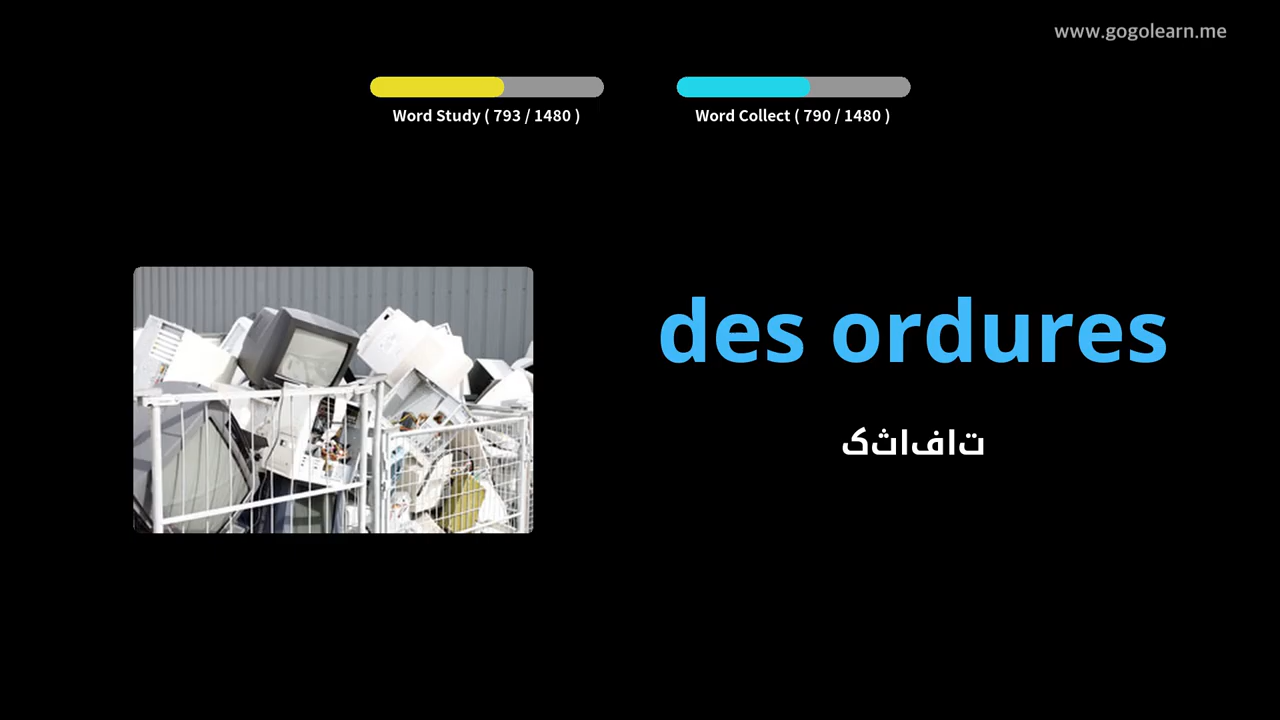 www.gogolearn.me
Word Study ( 793 / 1480 )
Word Collect ( 790 / 1480 )
des ordures
کثافات